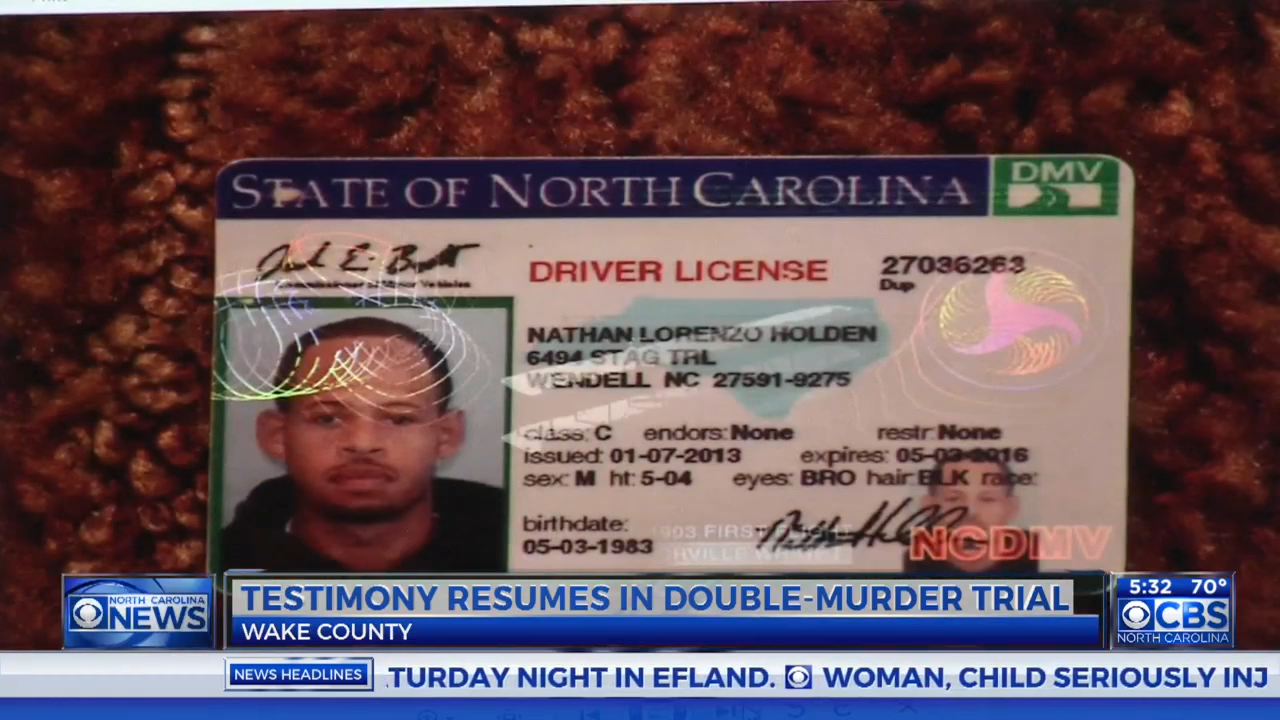 STATE OF NORTH CAROLINA
DMV
DRIVER LICENSE
27036263
Dup
NATHAN LORENZO HOLDEN
6494 STAG TRL
WENDELL NC 27591-9275
class: C endors: None restr: None
issued: 01-07-2013 expires: 05-03-2016
sex: M ht: 5-04 eyes: BRO hair: BLK race:
birthdate:
05-03-1983
NCDMV
NORTH CAROLINA
NEWS
TESTIMONY RESUMES IN DOUBLE-MURDER TRIAL
WAKE COUNTY
5:32 70°
CBS
NORTH CAROLINA
NEWS HEADLINES
TURDAY NIGHT IN EFLAND. WOMAN, CHILD SERIOUSLY INJ